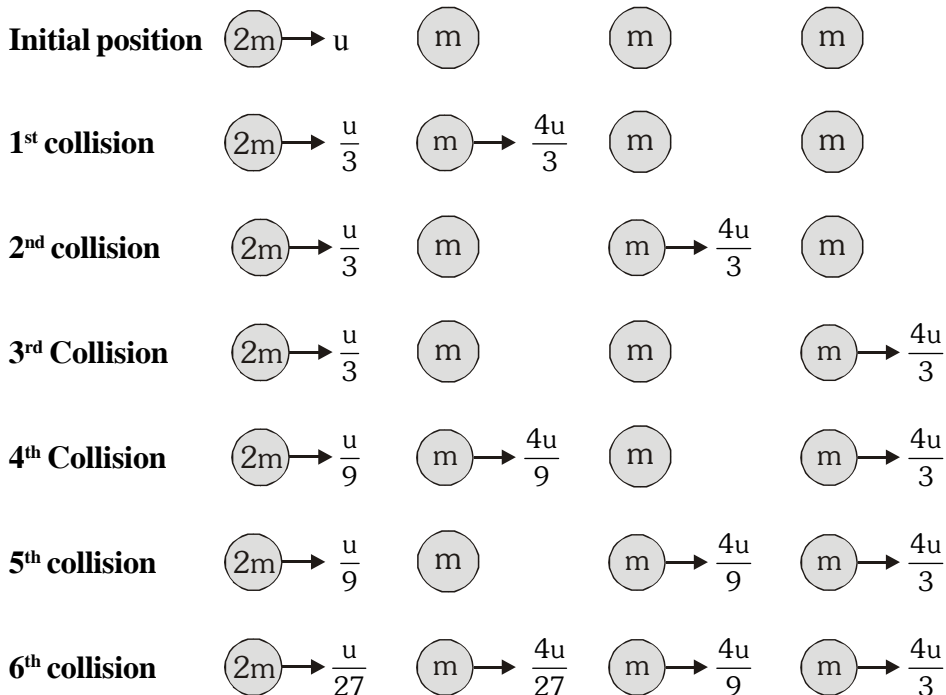 Initial position 2m u m m m
1st collision 2m u/3 m 4u/3 m m
2nd collision 2m u/3 m m 4u/3 m
3rd Collision 2m u/3 m m m 4u/3
4th Collision 2m u/9 m 4u/9 m m 4u/3
5th collision 2m u/9 m m 4u/9 m 4u/3
6th collision 2m u/27 m 4u/27 m 4u/9 m 4u/3